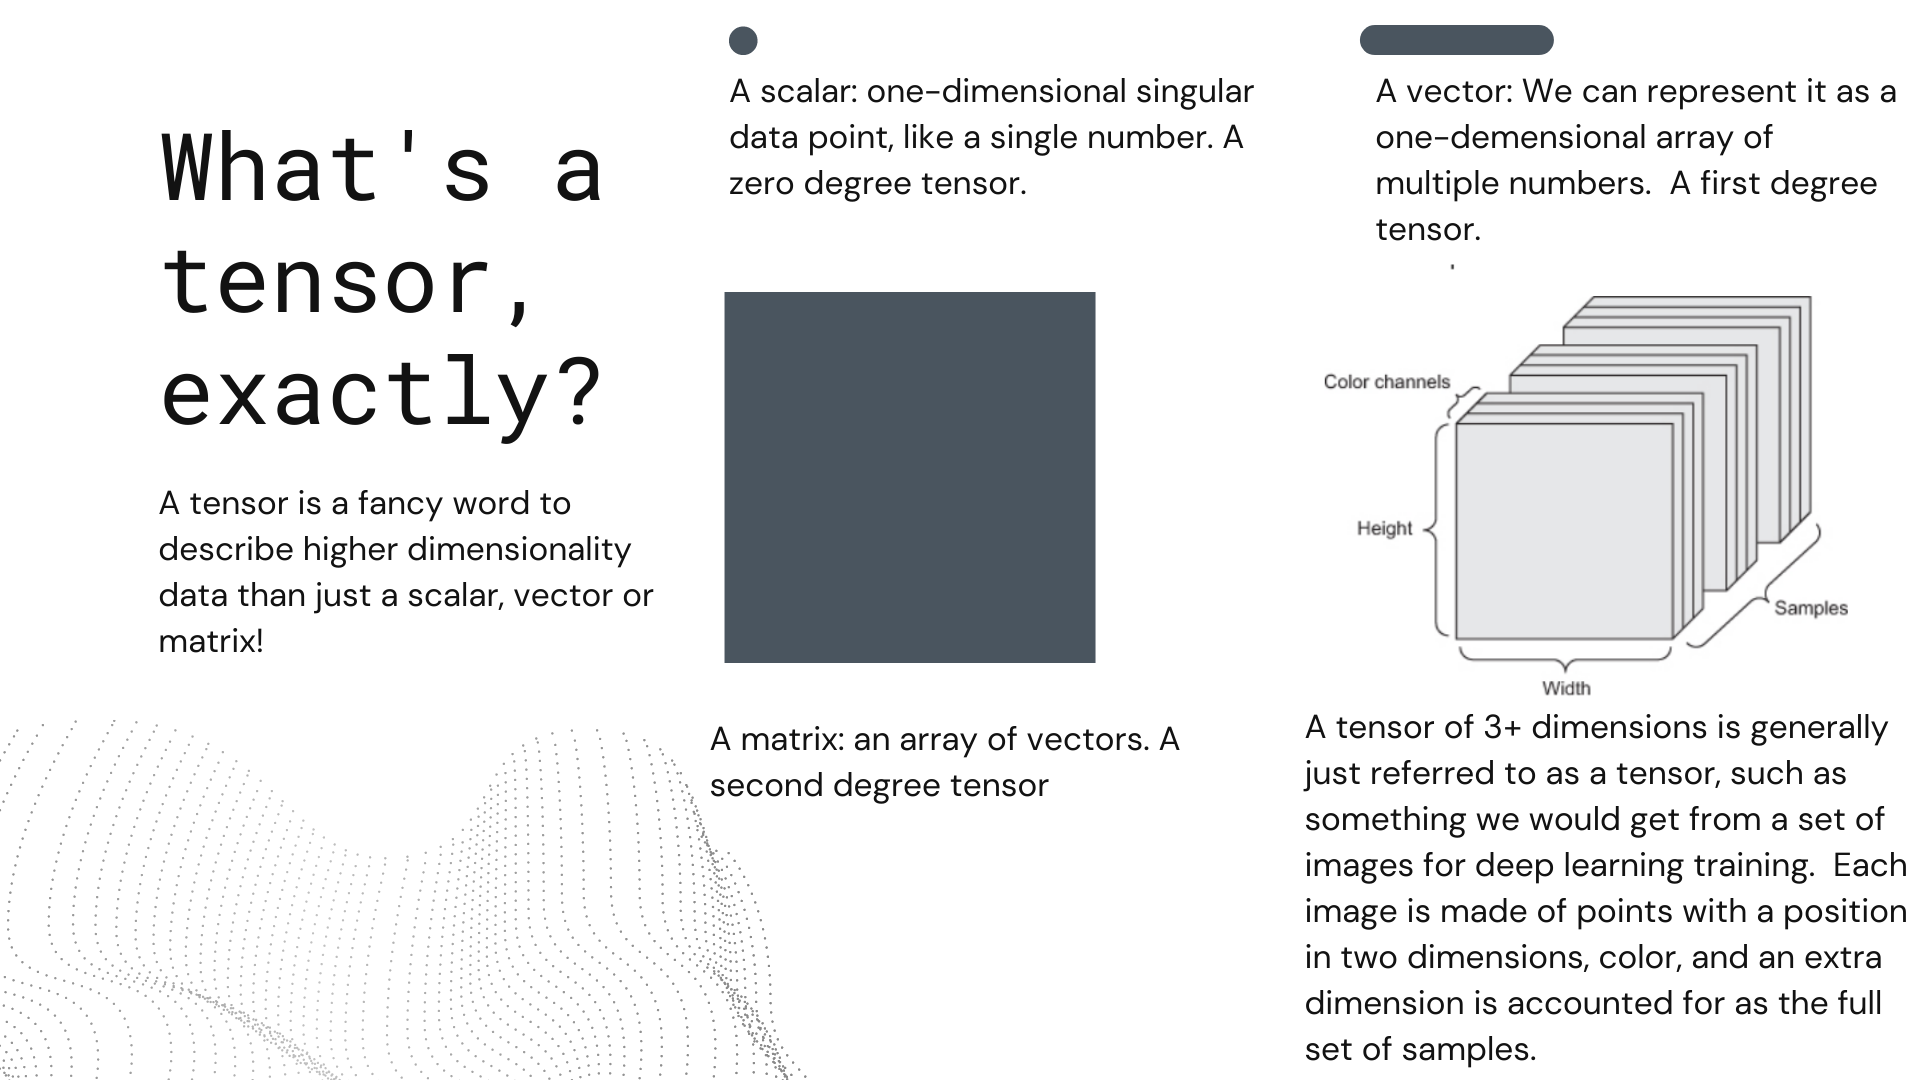 What's a
tensor,
exactly?
A tensor is a fancy word to
describe higher dimensionality
data than just a scalar, vector or
matrix!
A scalar: one-dimensional singular
data point, like a single number. A
zero degree tensor.
A vector: We can represent it as a
one-demensional array of
multiple numbers.  A first degree
tensor.
A matrix: an array of vectors. A
second degree tensor
Color channels
Height
Samples
Width
A tensor of 3+ dimensions is generally
just referred to as a tensor, such as
something we would get from a set of
images for deep learning training.  Each
image is made of points with a position
in two dimensions, color, and an extra
dimension is accounted for as the full
set of samples.